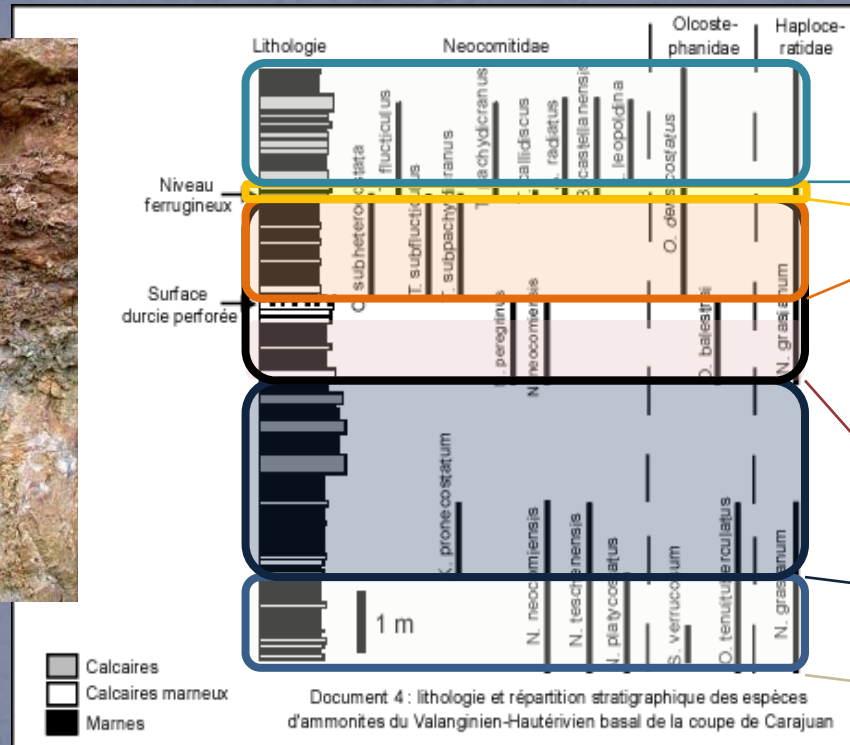 Lithologie
Neocomitidae
Olcoste-
phanidae
Haploce-
ratidae
Niveau
ferrugineux
Surface
durcie perforée
subheterocostata
flucticulus
T. subflucticulus
T. subpachydicranus
pachydicranus
callidiscus
radiatus
B. castellanensis
leopoldina
O. densicostatus
peregrinus
N. neocomiensis
O. balestrai
N. grasianum
K. pronecostatum
N. neocomiensis
N. teschenensis
N. platycostatus
S. verrucosum
O. tenuituberculatus
N. grasianum
1 m
Calcaires
Calcaires marneux
Marnes
Document 4 : lithologie et répartition stratigraphique des espèces
d'ammonites du Valanginien-Hautérivien basal de la coupe de Carajuan